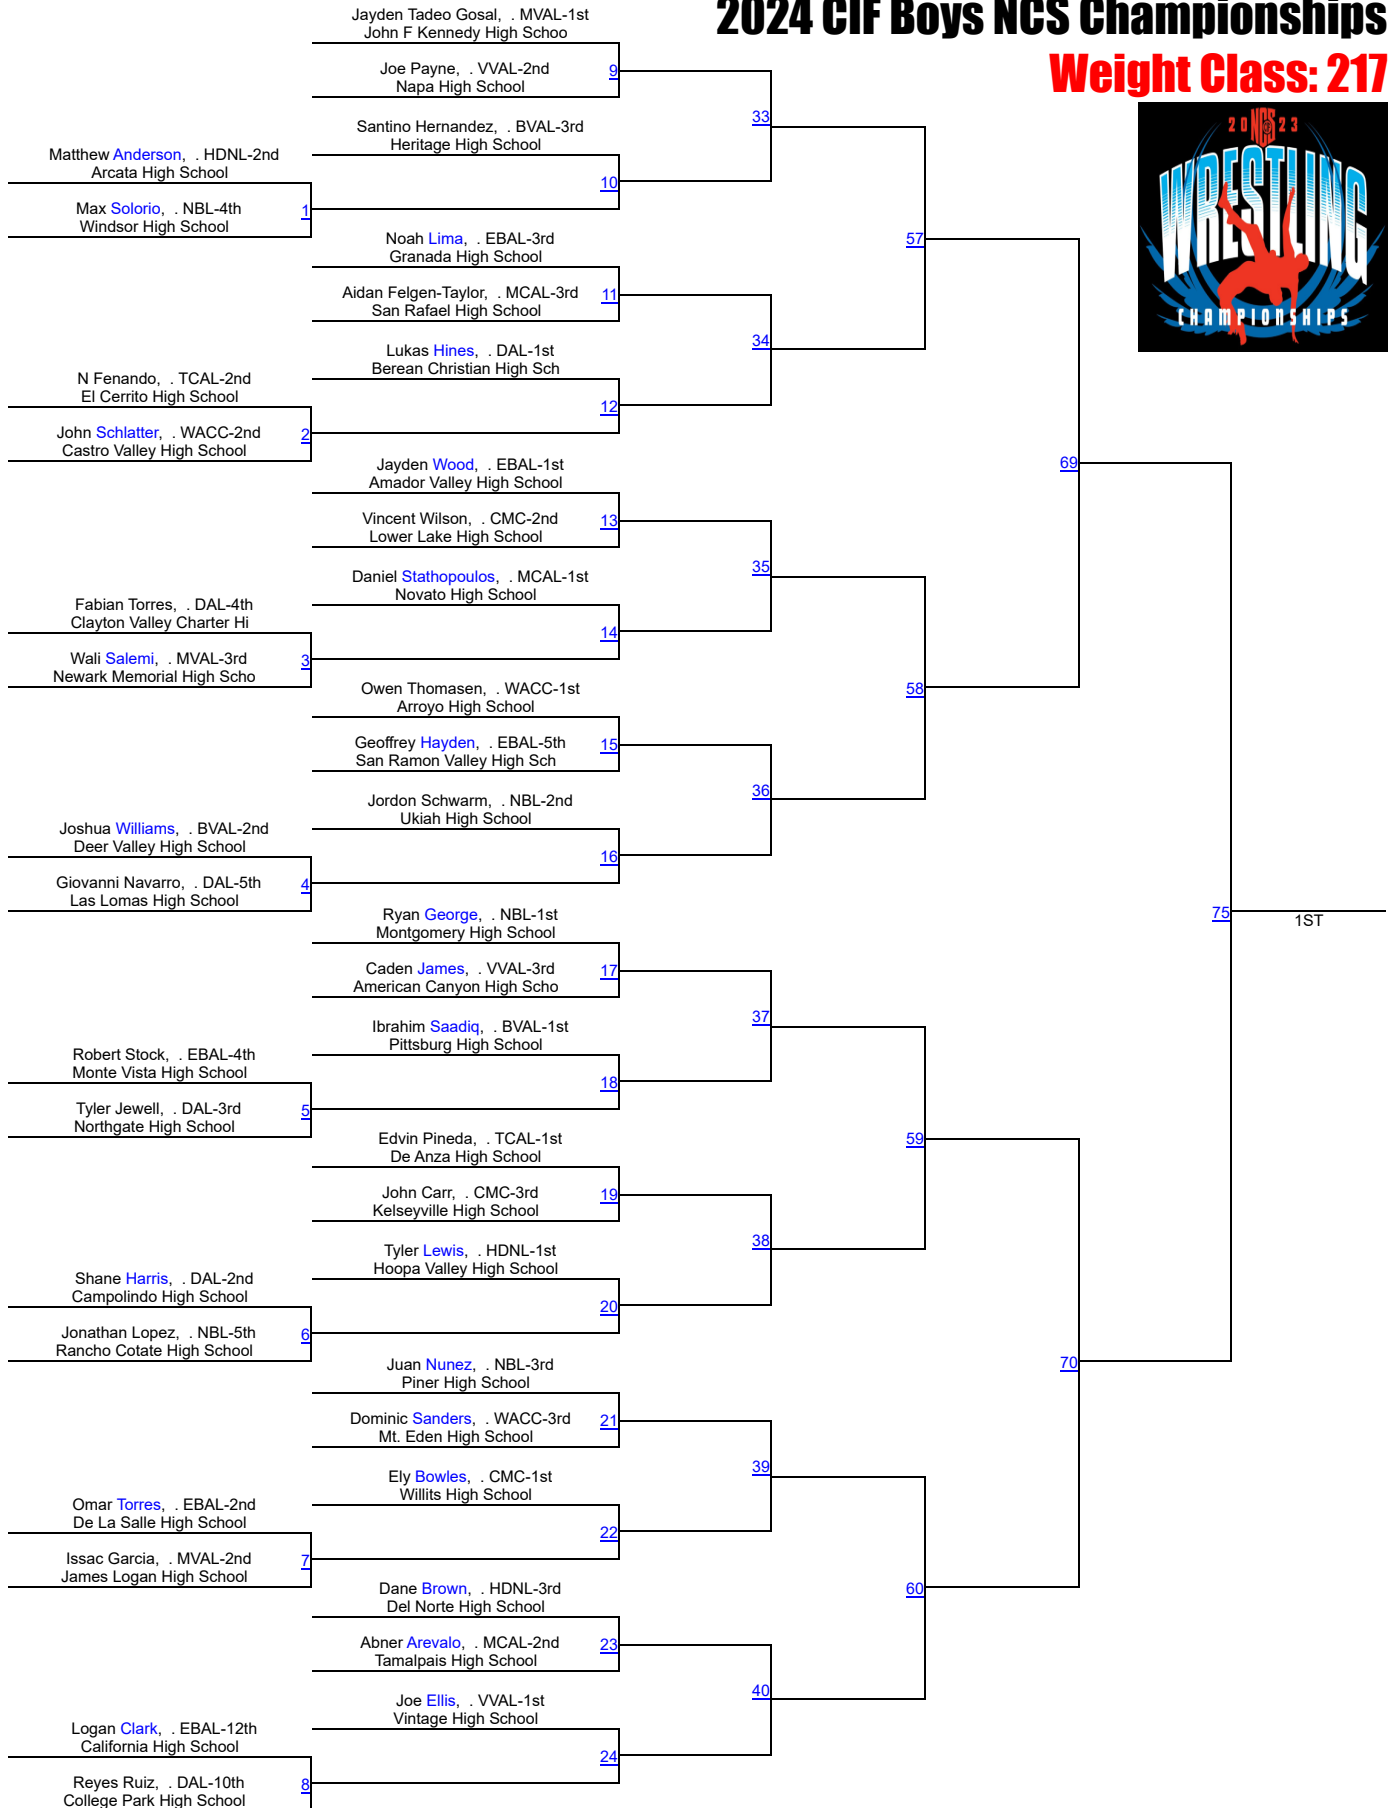 2024 CIF Boys NCS Championships
Weight Class: 217
20 NCS 23
WRESTLING
CHAMPIONSHIPS
Jayden Tadeo Gosal, . MVAL-1st
John F Kennedy High Schoo
Joe Payne, . VVAL-2nd
Napa High School
9
33
Santino Hernandez, . BVAL-3rd
Heritage High School
Matthew Anderson, . HDNL-2nd
Arcata High School
10
Max Solorio, . NBL-4th
Windsor High School
1
Noah Lima, . EBAL-3rd
Granada High School
57
Aidan Felgen-Taylor, . MCAL-3rd
San Rafael High School
11
34
Lukas Hines, . DAL-1st
Berean Christian High Sch
N Fenando, . TCAL-2nd
El Cerrito High School
12
John Schlatter, . WACC-2nd
Castro Valley High School
2
69
Jayden Wood, . EBAL-1st
Amador Valley High School
Vincent Wilson, . CMC-2nd
Lower Lake High School
13
35
Daniel Stathopoulos, . MCAL-1st
Novato High School
Fabian Torres, . DAL-4th
Clayton Valley Charter Hi
14
Wali Salemi, . MVAL-3rd
Newark Memorial High Scho
3
Owen Thomasen, . WACC-1st
Arroyo High School
58
Geoffrey Hayden, . EBAL-5th
San Ramon Valley High Sch
15
36
Jordon Schwarm, . NBL-2nd
Ukiah High School
Joshua Williams, . BVAL-2nd
Deer Valley High School
16
Giovanni Navarro, . DAL-5th
Las Lomas High School
4
75
1ST
Ryan George, . NBL-1st
Montgomery High School
Caden James, . VVAL-3rd
American Canyon High Scho
17
37
Ibrahim Saadiq, . BVAL-1st
Pittsburg High School
Robert Stock, . EBAL-4th
Monte Vista High School
18
Tyler Jewell, . DAL-3rd
Northgate High School
5
Edvin Pineda, . TCAL-1st
De Anza High School
59
John Carr, . CMC-3rd
Kelseyville High School
19
38
Tyler Lewis, . HDNL-1st
Hoopa Valley High School
Shane Harris, . DAL-2nd
Campolindo High School
20
Jonathan Lopez, . NBL-5th
Rancho Cotate High School
6
70
Juan Nunez, . NBL-3rd
Piner High School
Dominic Sanders, . WACC-3rd
Mt. Eden High School
21
39
Ely Bowles, . CMC-1st
Willits High School
Omar Torres, . EBAL-2nd
De La Salle High School
22
Issac Garcia, . MVAL-2nd
James Logan High School
7
Dane Brown, . HDNL-3rd
Del Norte High School
60
Abner Arevalo, . MCAL-2nd
Tamalpais High School
23
40
Joe Ellis, . VVAL-1st
Vintage High School
Logan Clark, . EBAL-12th
California High School
24
Reyes Ruiz, . DAL-10th
College Park High School
8